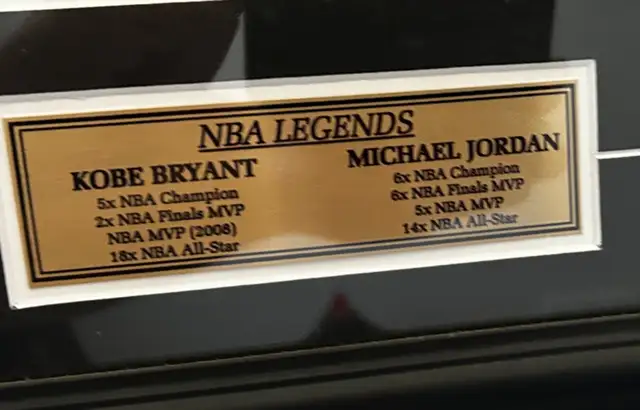 NBA LEGENDS
KOBE BRYANT
5x NBA Champion
2x NBA Finals MVP
NBA MVP (2008)
18x NBA All-Star
MICHAEL JORDAN
6x NBA Champion
6x NBA Finals MVP
5x NBA MVP
14x NBA All-Star